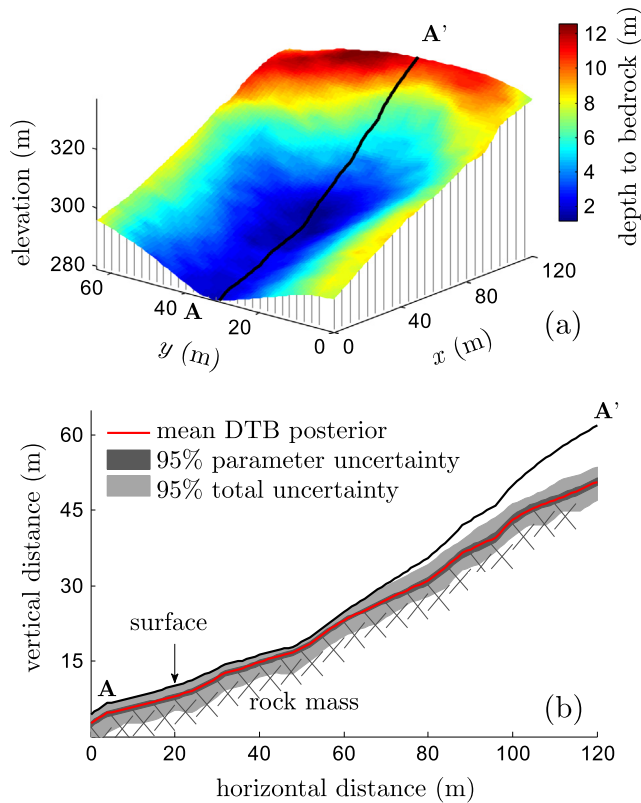 A'
12
10
8
6
4
2
depth to bedrock (m)
elevation (m)
320
300
280
A
60
40
20
0
y (m)
0
40
80
120
x (m)
(a)
A'
mean DTB posterior
95% parameter uncertainty
95% total uncertainty
60
45
30
15
vertical distance (m)
surface
A
rock mass
(b)
0 20 40 60 80 100 120
horizontal distance (m)